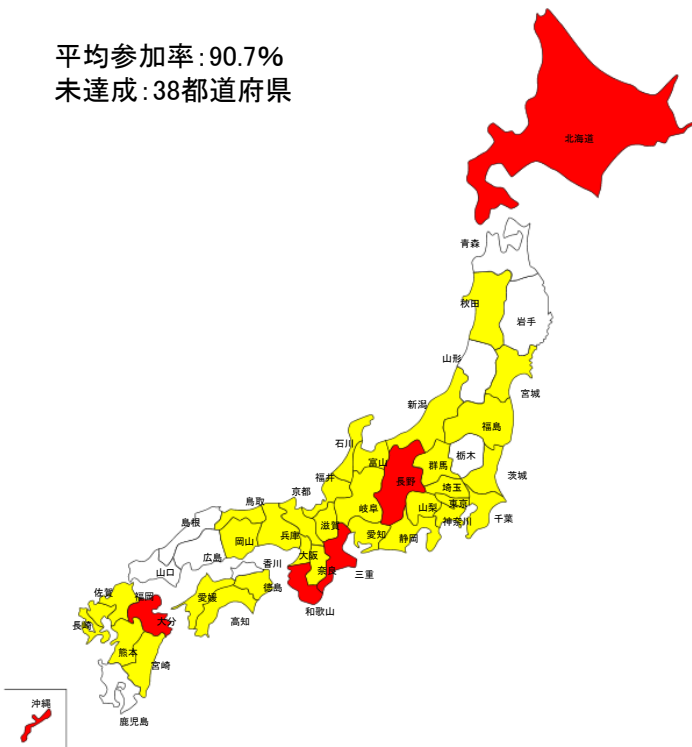 平均参加率:90.7%
未達成:38都道府県
北海道
青森
秋田
岩手
山形
宮城
新潟
福島
石川
富山
群馬
栃木
茨城
福井
長野
埼玉
東京
千葉
岐阜
山梨
神奈川
愛知
静岡
京都
滋賀
鳥取
兵庫
岡山
島根
広島
山口
大阪
奈良
三重
和歌山
香川
徳島
愛媛
高知
佐賀
福岡
長崎
大分
熊本
宮崎
鹿児島
沖縄